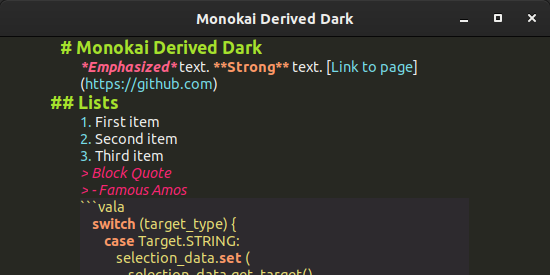 Monokai Derived Dark
# Monokai Derived Dark
*Emphasized* text. **Strong** text. [Link to page]
(https://github.com)
## Lists
1. First item
2. Second item
3. Third item
> Block Quote
> - Famous Amos
```vala
switch (target_type) {
case Target.STRING:
selection_data.set (
selection_data.get_target()